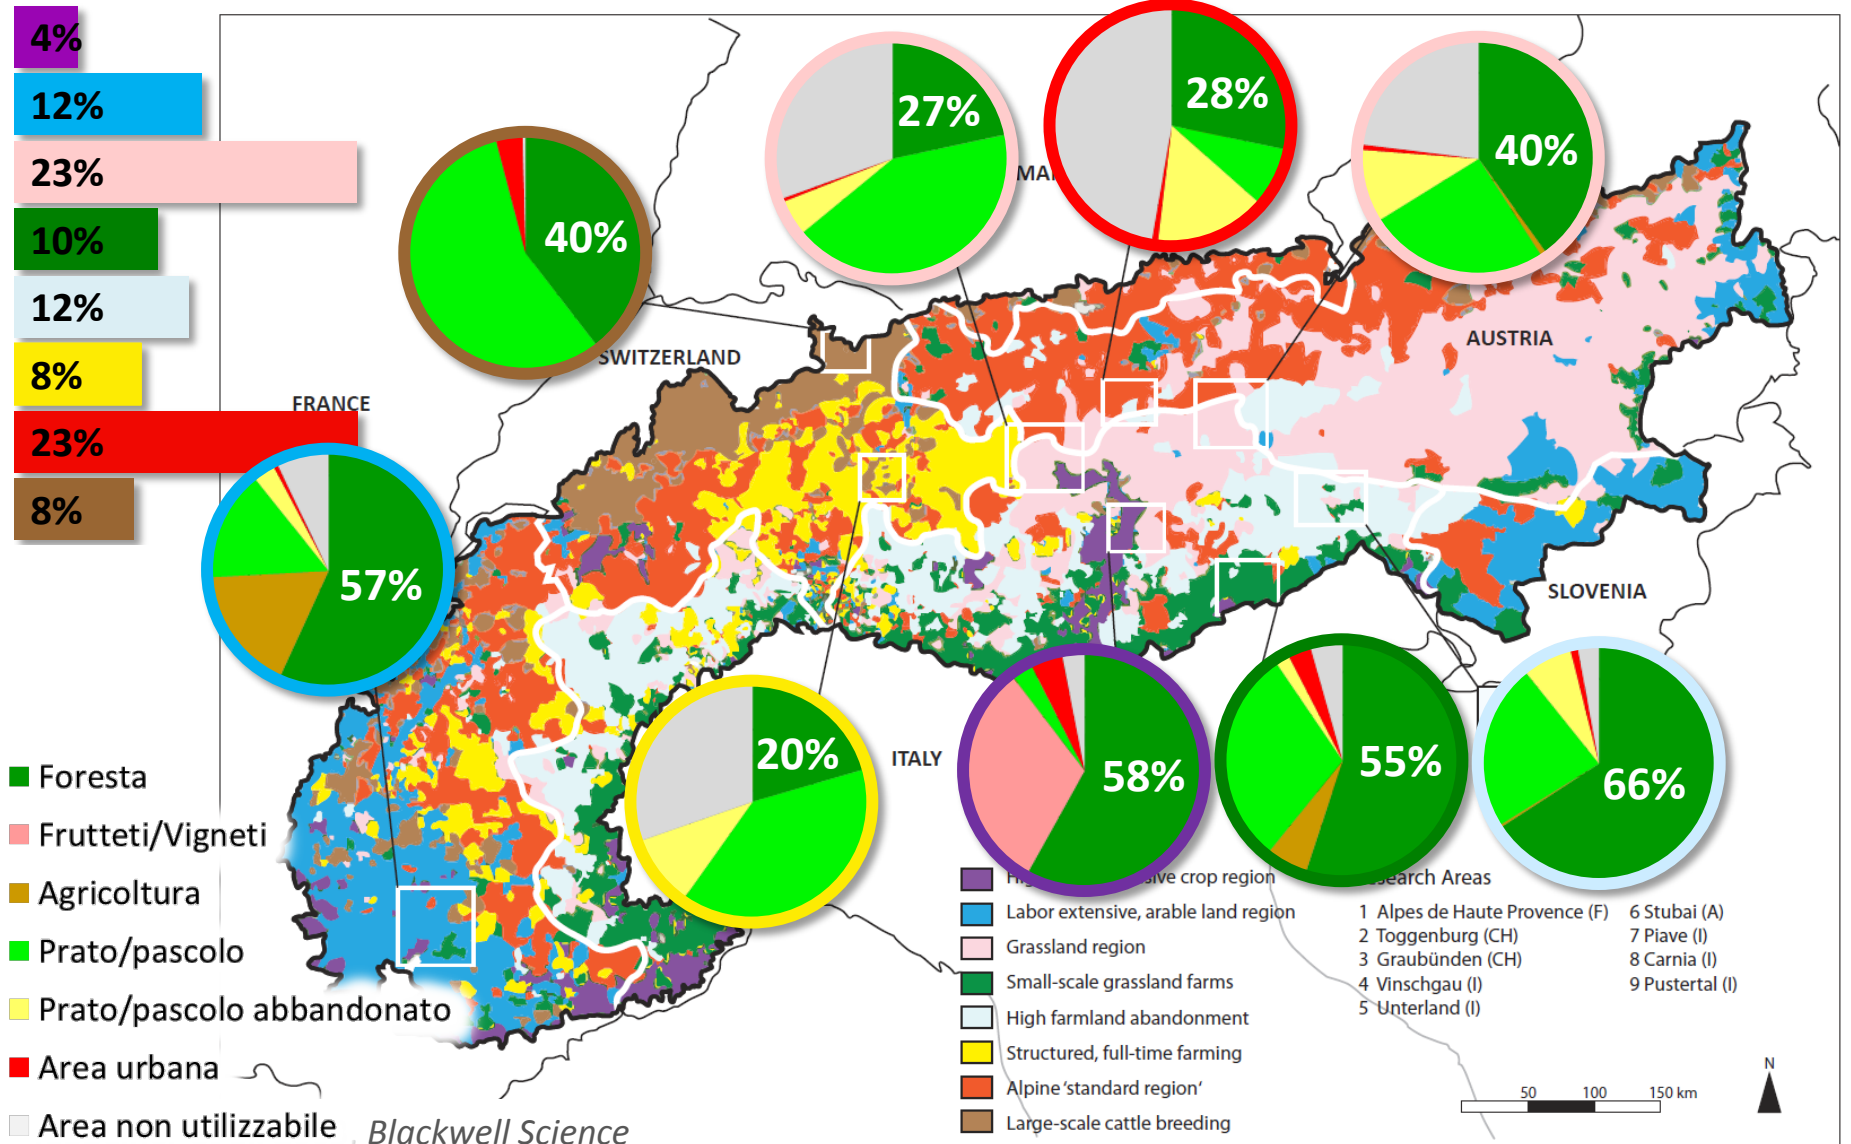 4%
12%
23%
10%
12%
8%
23%
8%
27%
28%
40%
40%
57%
20%
58%
55%
66%
SWITZERLAND
FRANCE
AUSTRIA
SLOVENIA
ITALY
Foresta
Frutteti/Vigneti
Agricoltura
Prato/pascolo
Prato/pascolo abbandonato
Area urbana
Area non utilizzabile
Blackwell Science
crop region
Labor extensive, arable land region
Grassland region
Small-scale grassland farms
High farmland abandonment
Structured, full-time farming
Alpine ‘standard region‘
Large-scale cattle breeding
Areas
1 Alpes de Haute Provence (F)
2 Toggenburg (CH)
3 Graubünden (CH)
4 Vinschgau (I)
5 Unterland (I)
6 Stubai (A)
7 Piave (I)
8 Carnia (I)
9 Pustertal (I)
50 100 150 km
N